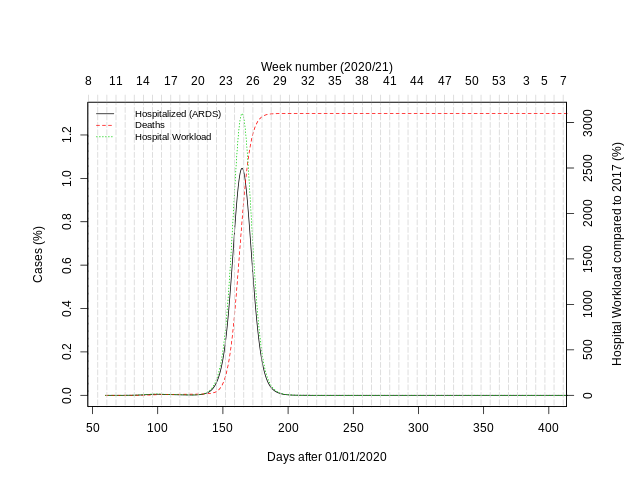 Week number (2020/21)
8 11 14 17 20 23 26 29 32 35 38 41 44 47 50 53 3 5 7
Hospitalized (ARDS)
Deaths
Hospital Workload
Cases (%)
0.0 0.2 0.4 0.6 0.8 1.0 1.2
Hospital Workload compared to 2017 (%)
0 500 1000 1500 2000 2500 3000
50 100 150 200 250 300 350 400
Days after 01/01/2020